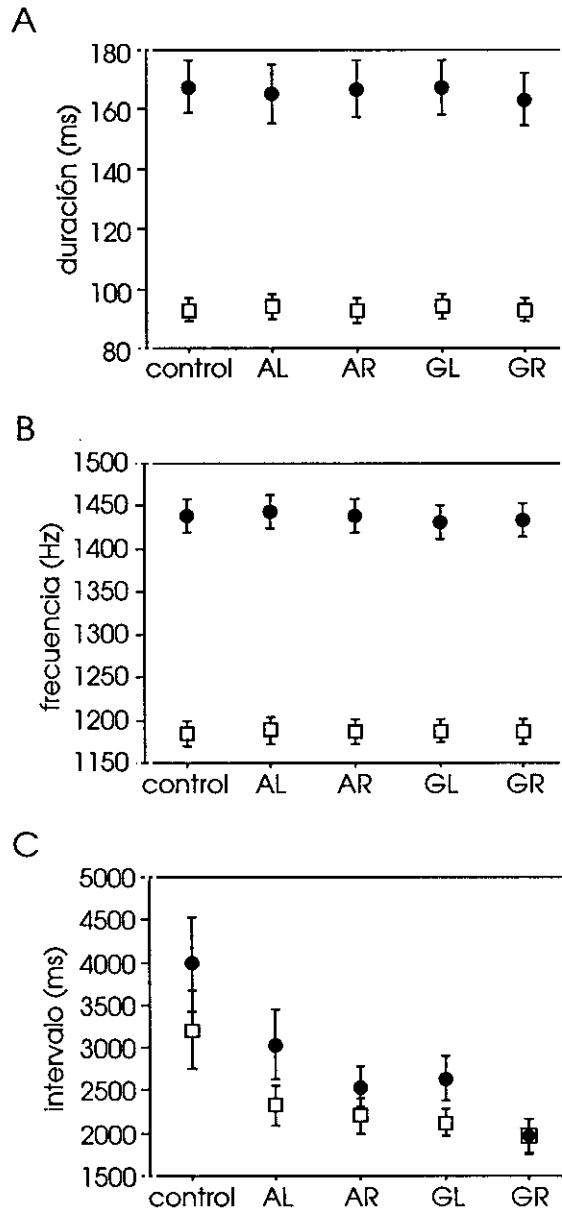 A
duración (ms)
180
160
140
120
100
80
control AL AR GL GR
B
frecuencia (Hz)
1500
1450
1400
1350
1300
1250
1200
1150
control AL AR GL GR
C
intervalo (ms)
5000
4500
4000
3500
3000
2500
2000
1500
control AL AR GL GR